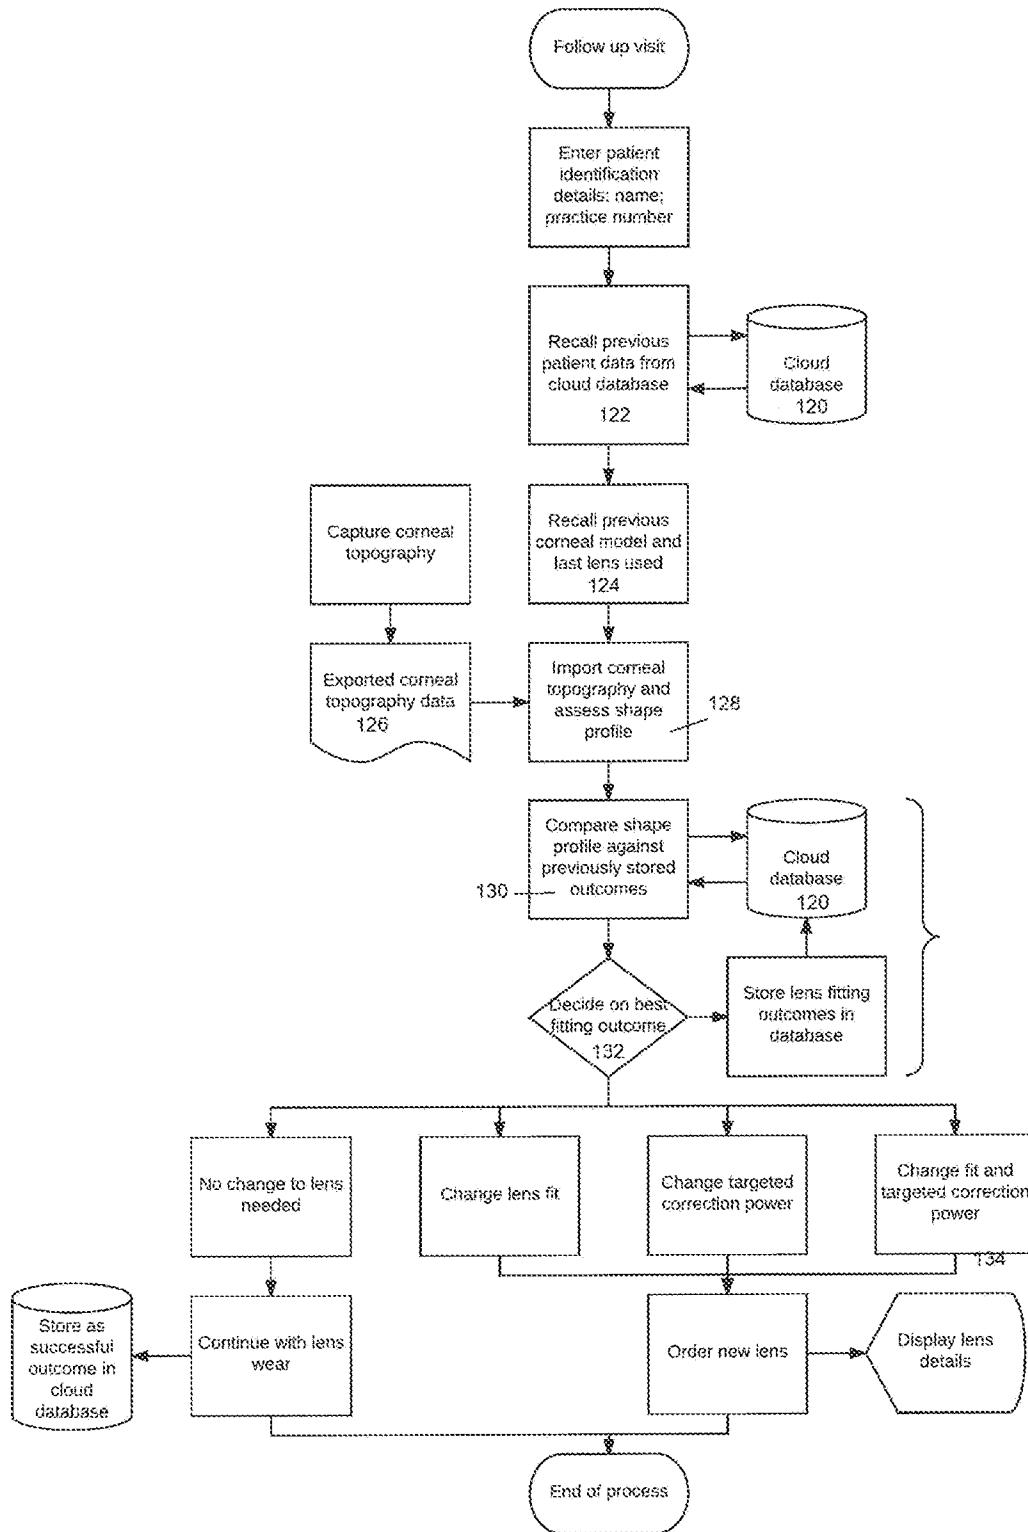 Follow up visit
Enter patient
identification
details: name;
practice number
Recall previous
patient data from
cloud database
122
Cloud
database
120
Capture corneal
topography
Recall previous
corneal model and
last lens used
124
Exported corneal
topography data
126
Import corneal
topography and
assess shape
profile
128
Compare shape
profile against
previously stored
outcomes
130
Cloud
database
120
Decide on best
fitting outcome
132
Store lens fitting
outcomes in
database
No change to lens
needed
Change lens fit
Change targeted
correction power
Change fit and
targeted correction
power
134
Store as
successful
outcome in
cloud
database
Continue with lens
wear
Order new lens
Display lens
details
End of process